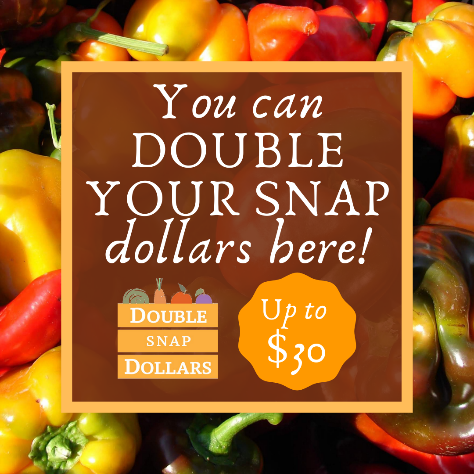 You can
DOUBLE
YOUR SNAP
dollars here!
DOUBLE
SNAP
DOLLARS
Up to
$30